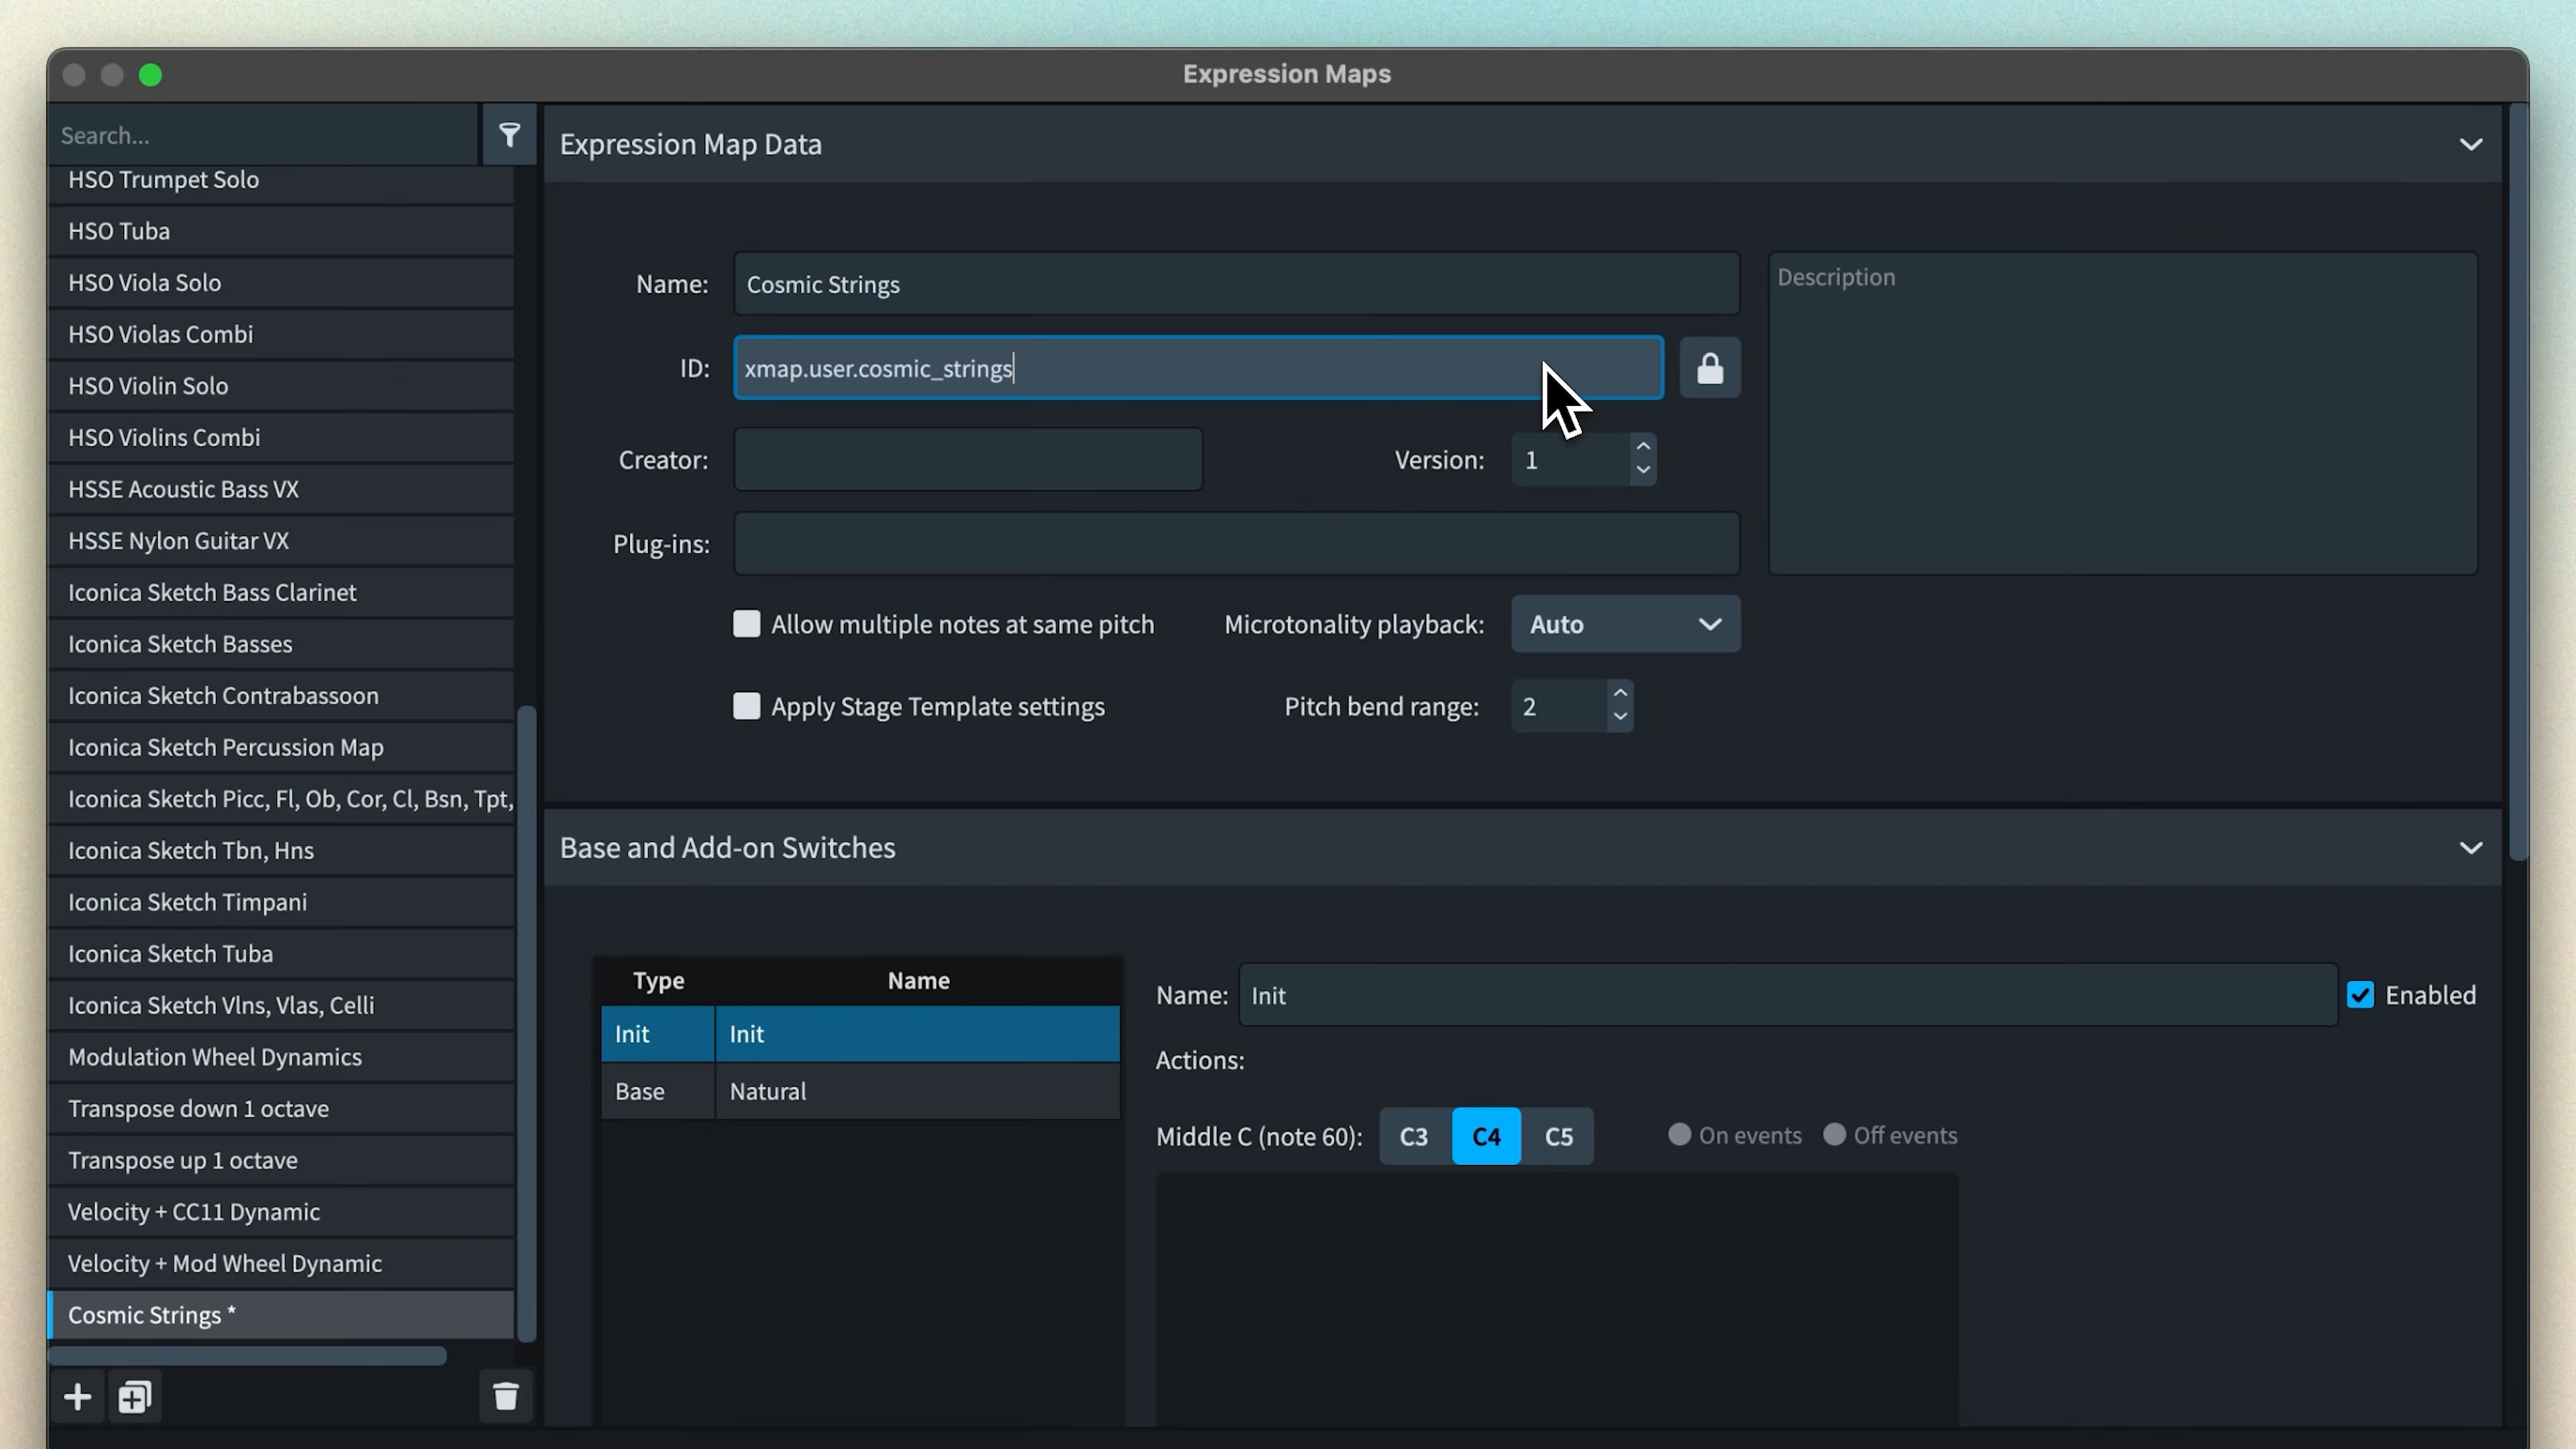 Expression Maps
Search...
HSO Trumpet Solo
HSO Tuba
HSO Viola Solo
HSO Violas Combi
HSO Violin Solo
HSO Violins Combi
HSSE Acoustic Bass VX
HSSE Nylon Guitar VX
Iconica Sketch Bass Clarinet
Iconica Sketch Basses
Iconica Sketch Contrabassoon
Iconica Sketch Percussion Map
Iconica Sketch Picc, Fl, Ob, Cor, Cl, Bsn, Tpt,
Iconica Sketch Tbn, Hns
Iconica Sketch Timpani
Iconica Sketch Tuba
Iconica Sketch Vlns, Vlas, Celli
Modulation Wheel Dynamics
Transpose down 1 octave
Transpose up 1 octave
Velocity + CC11 Dynamic
Velocity + Mod Wheel Dynamic
Cosmic Strings *
Expression Map Data
Name: Cosmic Strings
Description
ID: xmap.user.cosmic_strings
Creator: Version: 1
Plug-ins:
Allow multiple notes at same pitch Microtonality playback: Auto
Apply Stage Template settings Pitch bend range: 2
Base and Add-on Switches
Type Name
Init Init
Base Natural
Name: Init Enabled
Actions:
Middle C (note 60): C3 C4 C5 On events Off events